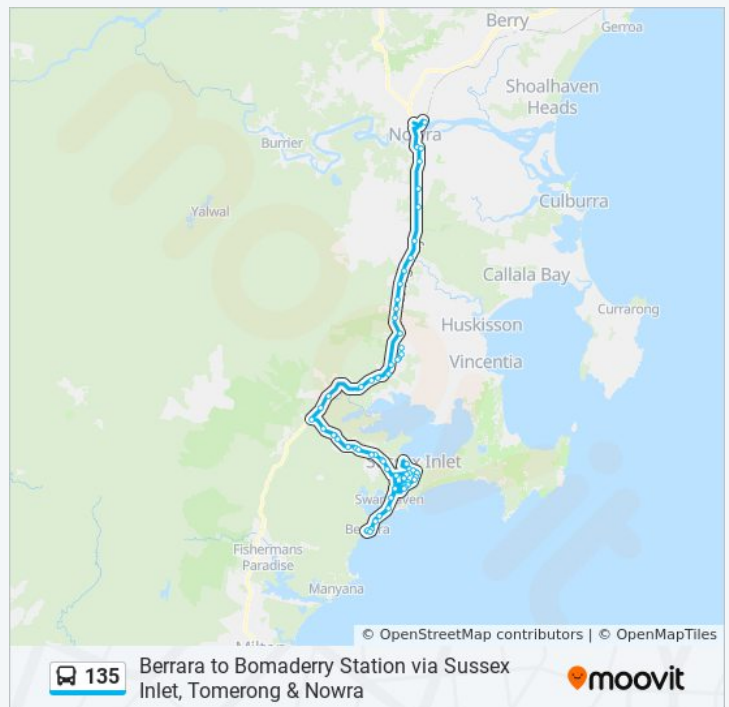 Berry
Gerroa
Shoalhaven
Heads
Nowra
Burrier
Yalwal
Culburra
Callala Bay
Currarong
Huskisson
Vincentia
Sussex Inlet
Swanhaven
Berrara
Fishermans
Paradise
Manyana
Milton
© OpenStreetMap contributors | © OpenMapTiles
135
Berrara to Bomaderry Station via Sussex
Inlet, Tomerong & Nowra
moovit